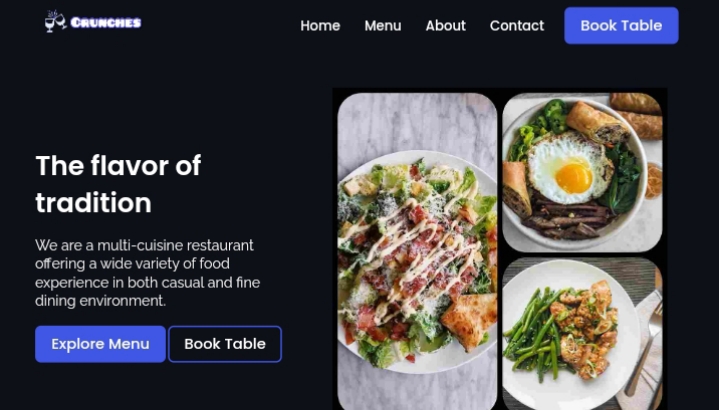 CRUNCHES
Home Menu About Contact Book Table
The flavor of
tradition
We are a multi-cuisine restaurant
offering a wide variety of food
experience in both casual and fine
dining environment.
Explore Menu Book Table